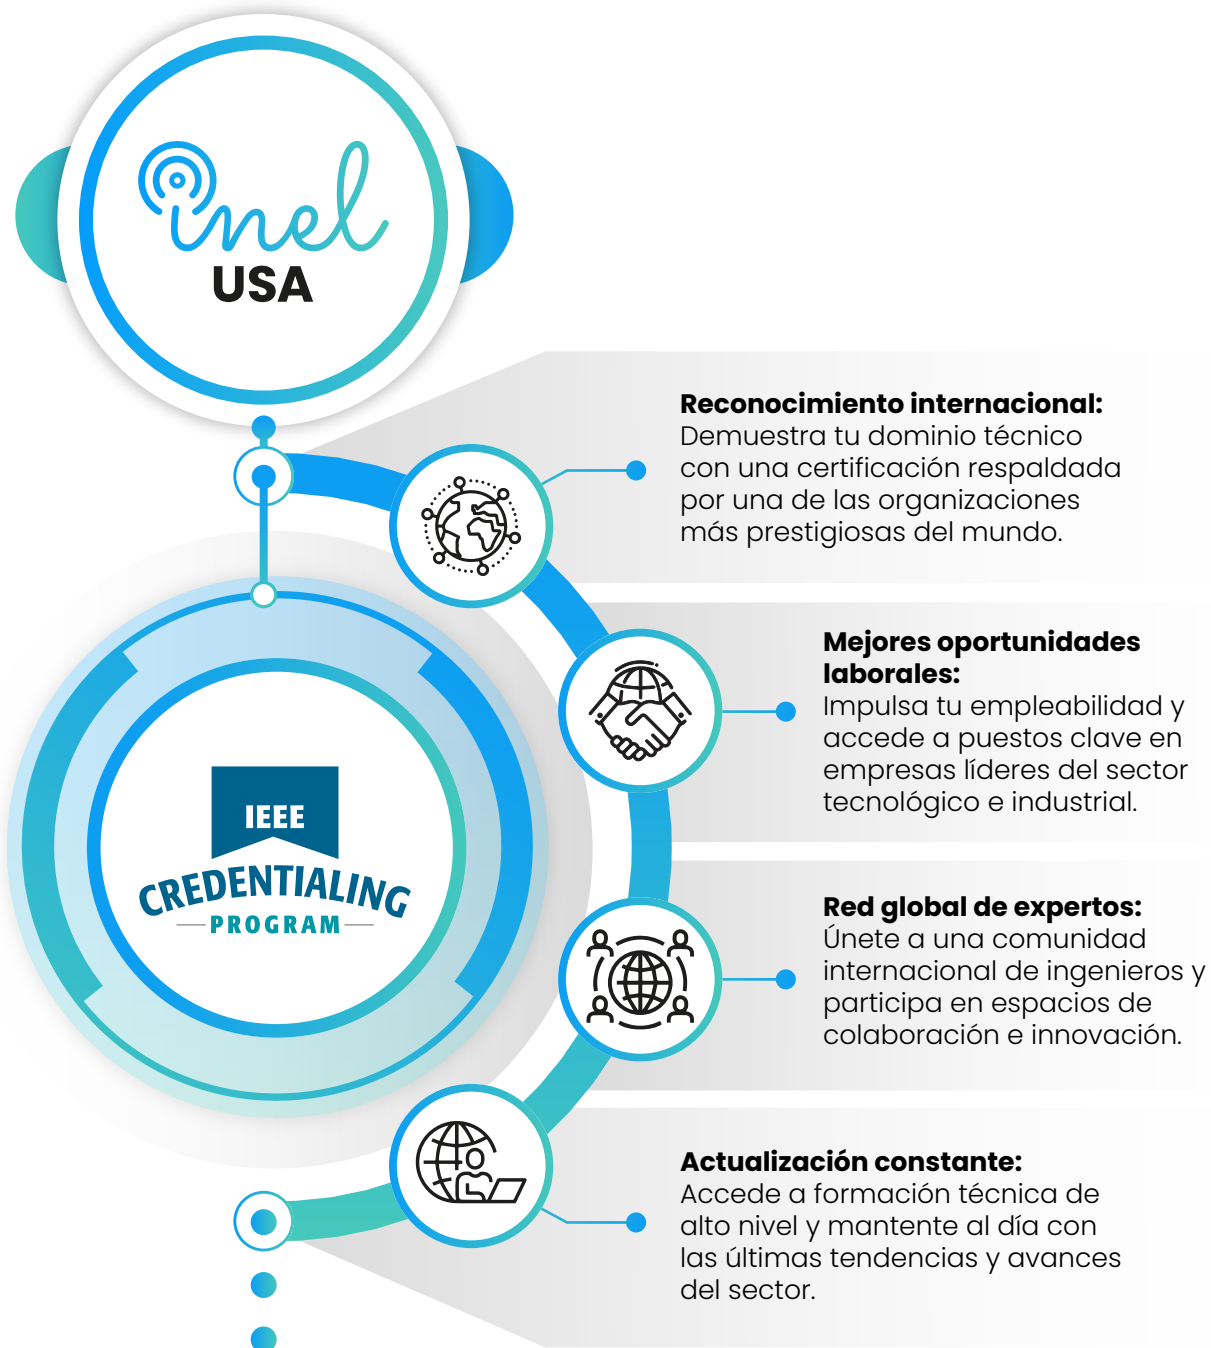 inel
USA
Reconocimiento internacional:
Demuestra tu dominio técnico
con una certificación respaldada
por una de las organizaciones
más prestigiosas del mundo.
Mejores oportunidades
laborales:
Impulsa tu empleabilidad y
accede a puestos clave en
empresas líderes del sector
tecnológico e industrial.
IEEE
CREDENTIALING
PROGRAM
Red global de expertos:
Únete a una comunidad
internacional de ingenieros y
participa en espacios de
colaboración e innovación.
Actualización constante:
Accede a formación técnica de
alto nivel y mantente al día con
las últimas tendencias y avances
del sector.